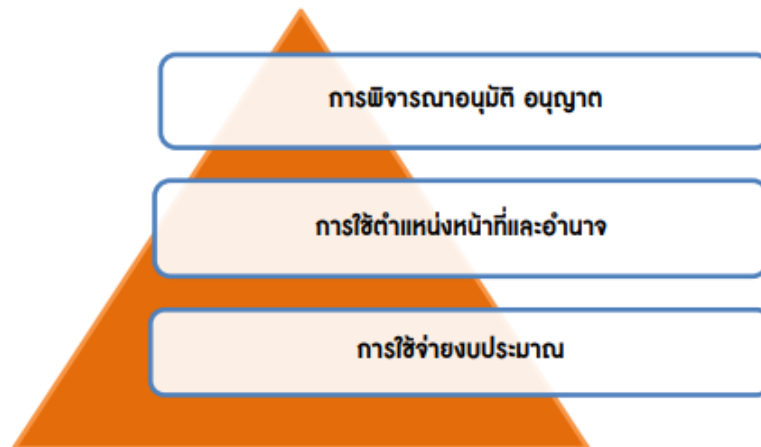 การพิจารณาอนุมัติ อนุญาต
การใช้ตำแหน่งหน้าที่และอำนาจ
การใช้จ่ายงบประมาณ